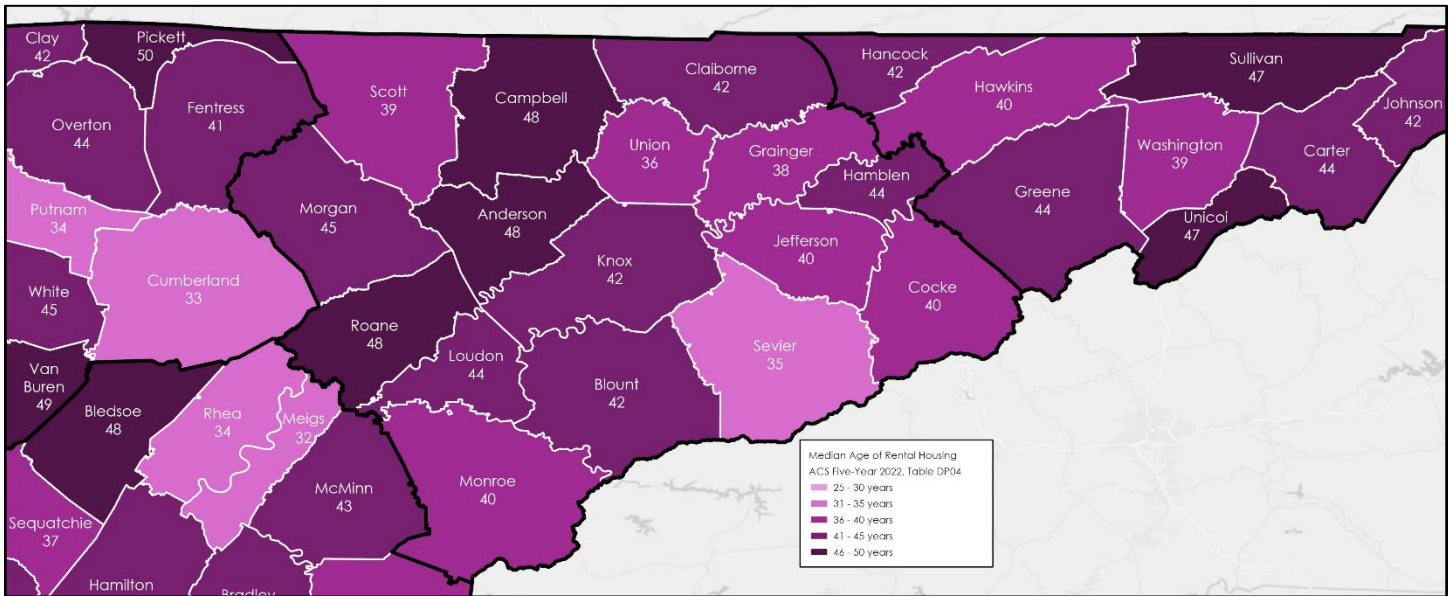 Clay
42
Pickett
50
Overton
44
Fentress
41
Scott
39
Campbell
48
Claiborne
42
Hancock
42
Hawkins
40
Sullivan
47
Johnson
42
Carter
44
Washington
39
Unicoi
47
Greene
44
Hamblen
44
Grainger
38
Union
36
Anderson
48
Morgan
45
Putnam
34
Cumberland
33
White
45
Van
Buren
49
Bledsoe
48
Rhea
34
Meigs
32
Roane
48
Loudon
44
Knox
42
Jefferson
40
Cocke
40
Sevier
35
Blount
42
Monroe
40
McMinn
43
Sequatchie
37
Hamilton
Bradley
Median Age of Rental Housing
ACS Five-Year 2022, Table DP04
25 - 30 years
31 - 35 years
36 - 40 years
41 - 45 years
46 - 50 years